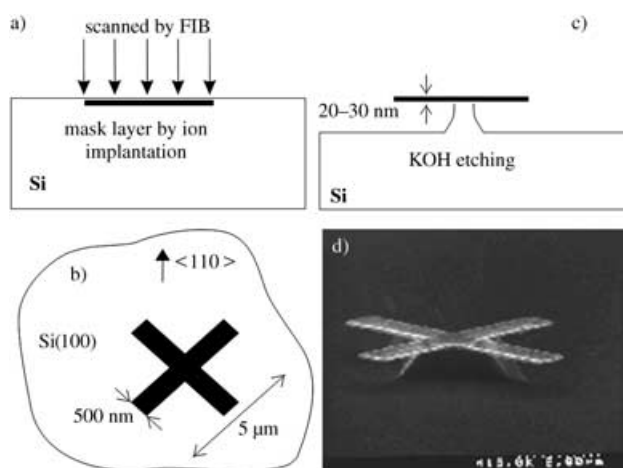 a)
scanned by FIB
mask layer by ion
implantation
Si
c)
20–30 nm
KOH etching
Si
b)
<110>
Si(100)
500 nm
5 μm
d)